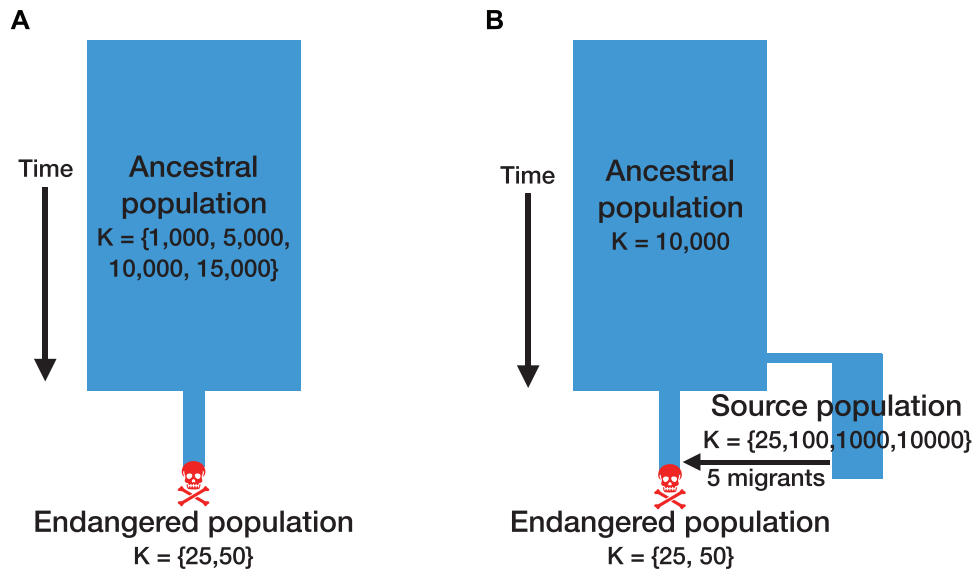 A
Time
Ancestral
population
K = {1,000, 5,000,
10,000, 15,000}
Endangered population
K = {25,50}
B
Time
Ancestral
population
K = 10,000
Source population
K = {25,100,1000,10000}
5 migrants
Endangered population
K = {25, 50}